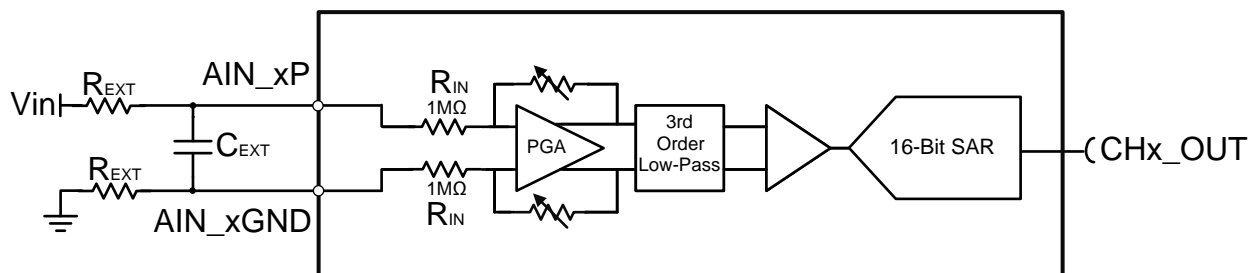 Vin
REXT
AIN_xP
CEXT
REXT
AIN_xGND
RIN
1MΩ
1MΩ
RIN
PGA
3rd
Order
Low-Pass
16-Bit SAR
CHx_OUT